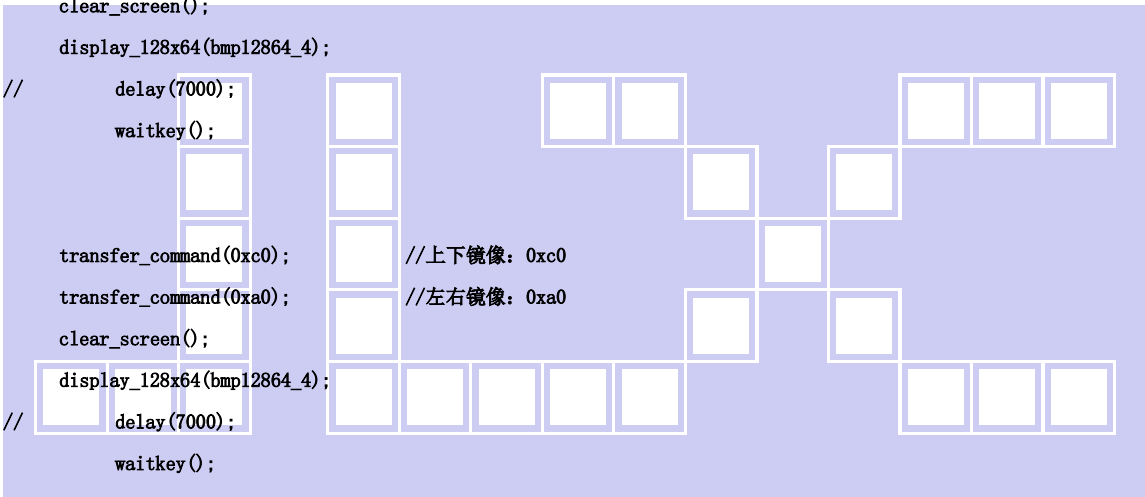 clear_screen();
display_128x64(bmp12864_4);
// delay(7000);
waitkey();
transfer_command(0xc0); //上下镜像：0xc0
transfer_command(0xa0); //左右镜像：0xa0
clear_screen();
display_128x64(bmp12864_4);
// delay(7000);
waitkey();
JLX